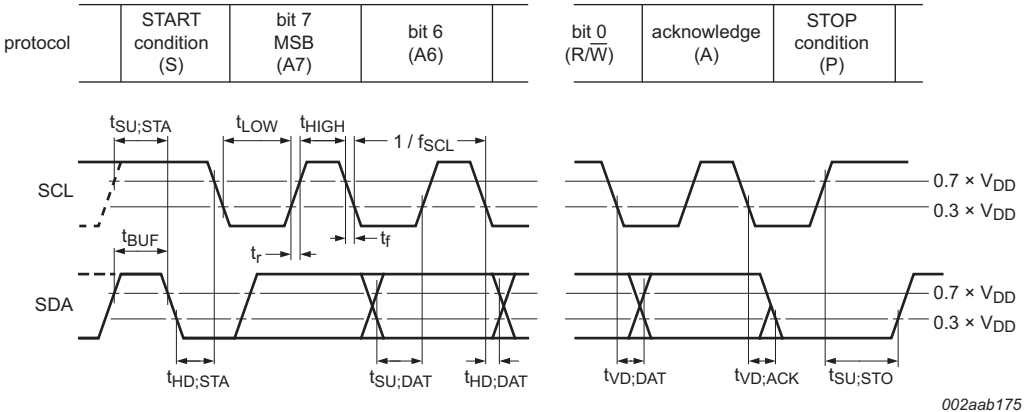 protocol
START
condition
(S)
bit 7
MSB
(A7)
bit 6
(A6)
bit 0
(R/W̅)
acknowledge
(A)
STOP
condition
(P)
tSU;STA
tLOW
tHIGH
1 / fSCL
SCL
0.7 × VDD
0.3 × VDD
tBUF
tr
tf
SDA
0.7 × VDD
0.3 × VDD
tHD;STA
tSU;DAT
tHD;DAT
tVD;DAT
tVD;ACK
tSU;STO
002aab175